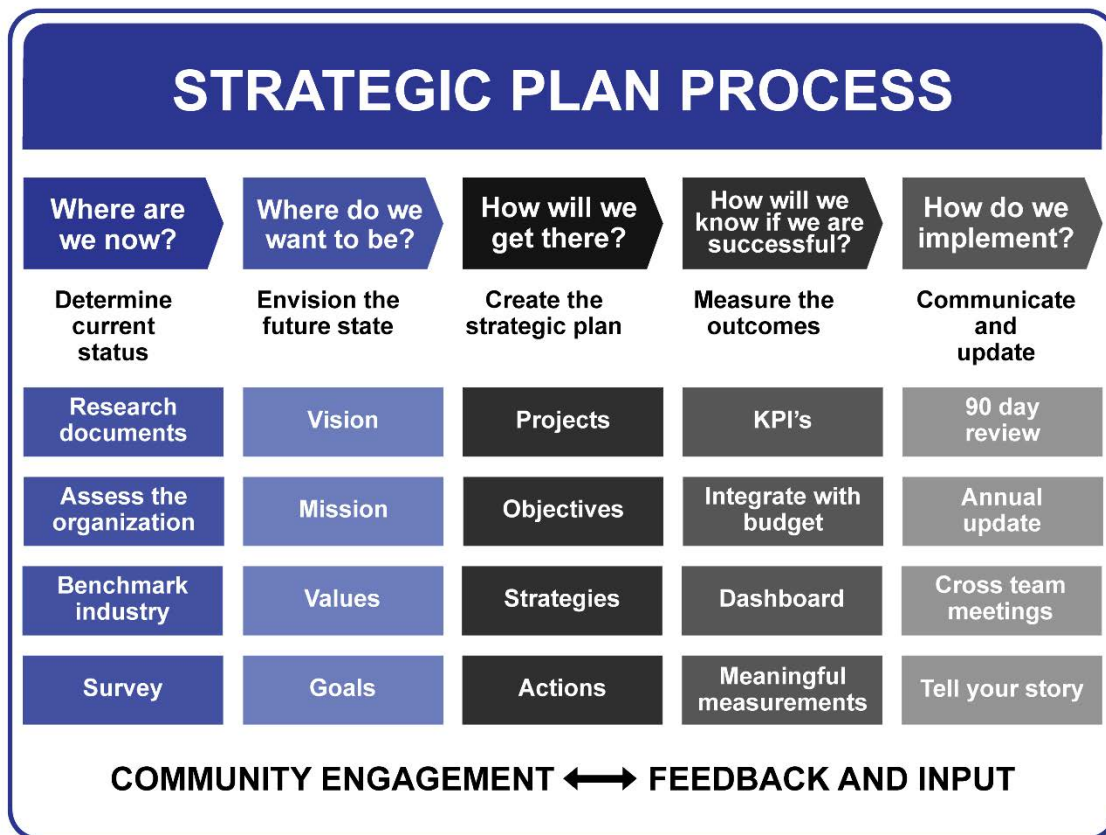 STRATEGIC PLAN PROCESS
Where are
we now?
Where do we
want to be?
How will we
get there?
How will we
know if we are
successful?
How do we
implement?
Determine
current
status
Envision the
future state
Create the
strategic plan
Measure the
outcomes
Communicate
and
update
Research
documents
Vision
Projects
KPI's
90 day
review
Assess the
organization
Mission
Objectives
Integrate with
budget
Annual
update
Benchmark
industry
Values
Strategies
Dashboard
Cross team
meetings
Survey
Goals
Actions
Meaningful
measurements
Tell your story
COMMUNITY ENGAGEMENT ⟷ FEEDBACK AND INPUT